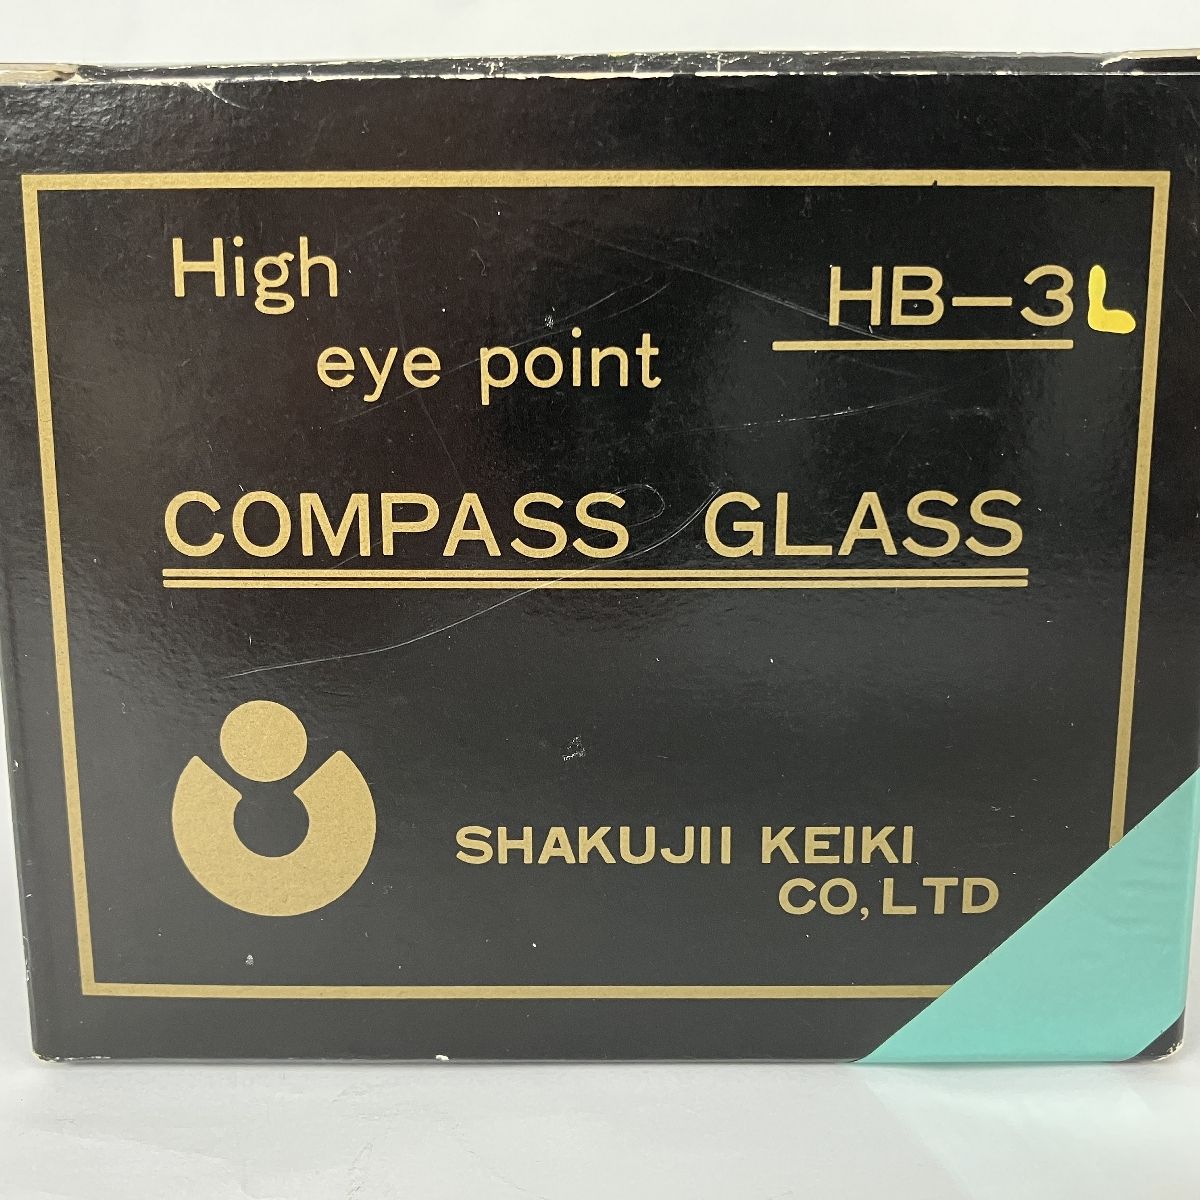 High
eye point
HB-3L
COMPASS GLASS
SHAKUJII KEIKI
CO,LTD